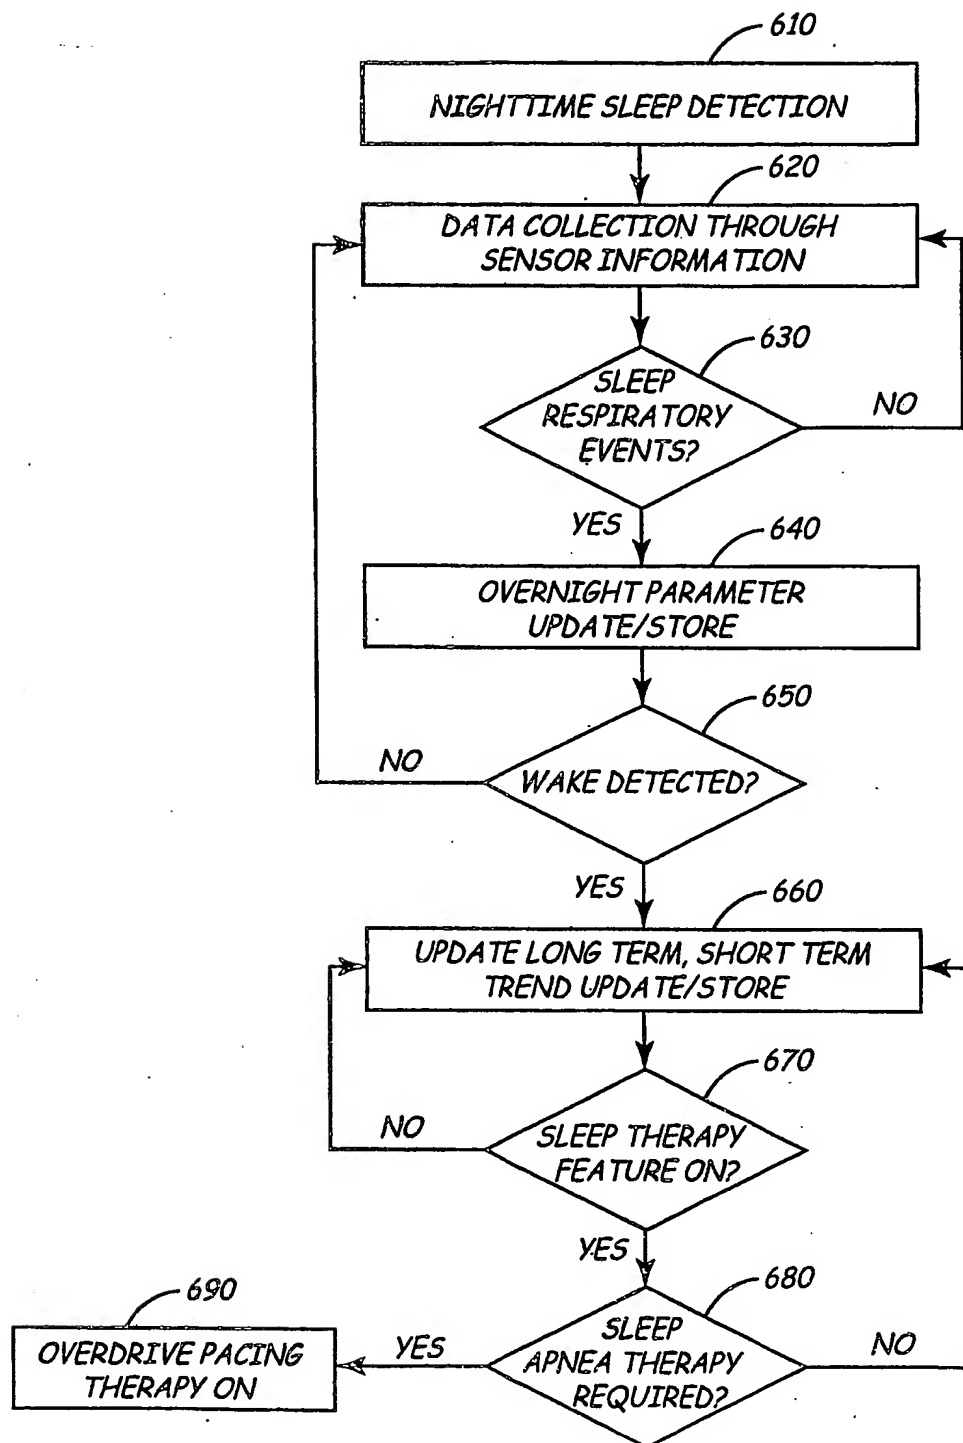 610
NIGHTTIME SLEEP DETECTION
620
DATA COLLECTION THROUGH
SENSOR INFORMATION
630
SLEEP
RESPIRATORY
EVENTS?
NO
YES
640
OVERNIGHT PARAMETER
UPDATE/STORE
650
NO
WAKE DETECTED?
YES
660
UPDATE LONG TERM, SHORT TERM
TREND UPDATE/STORE
670
NO
SLEEP THERAPY
FEATURE ON?
YES
680
690
SLEEP
APNEA THERAPY
REQUIRED?
YES
NO
OVERDRIVE PACING
THERAPY ON